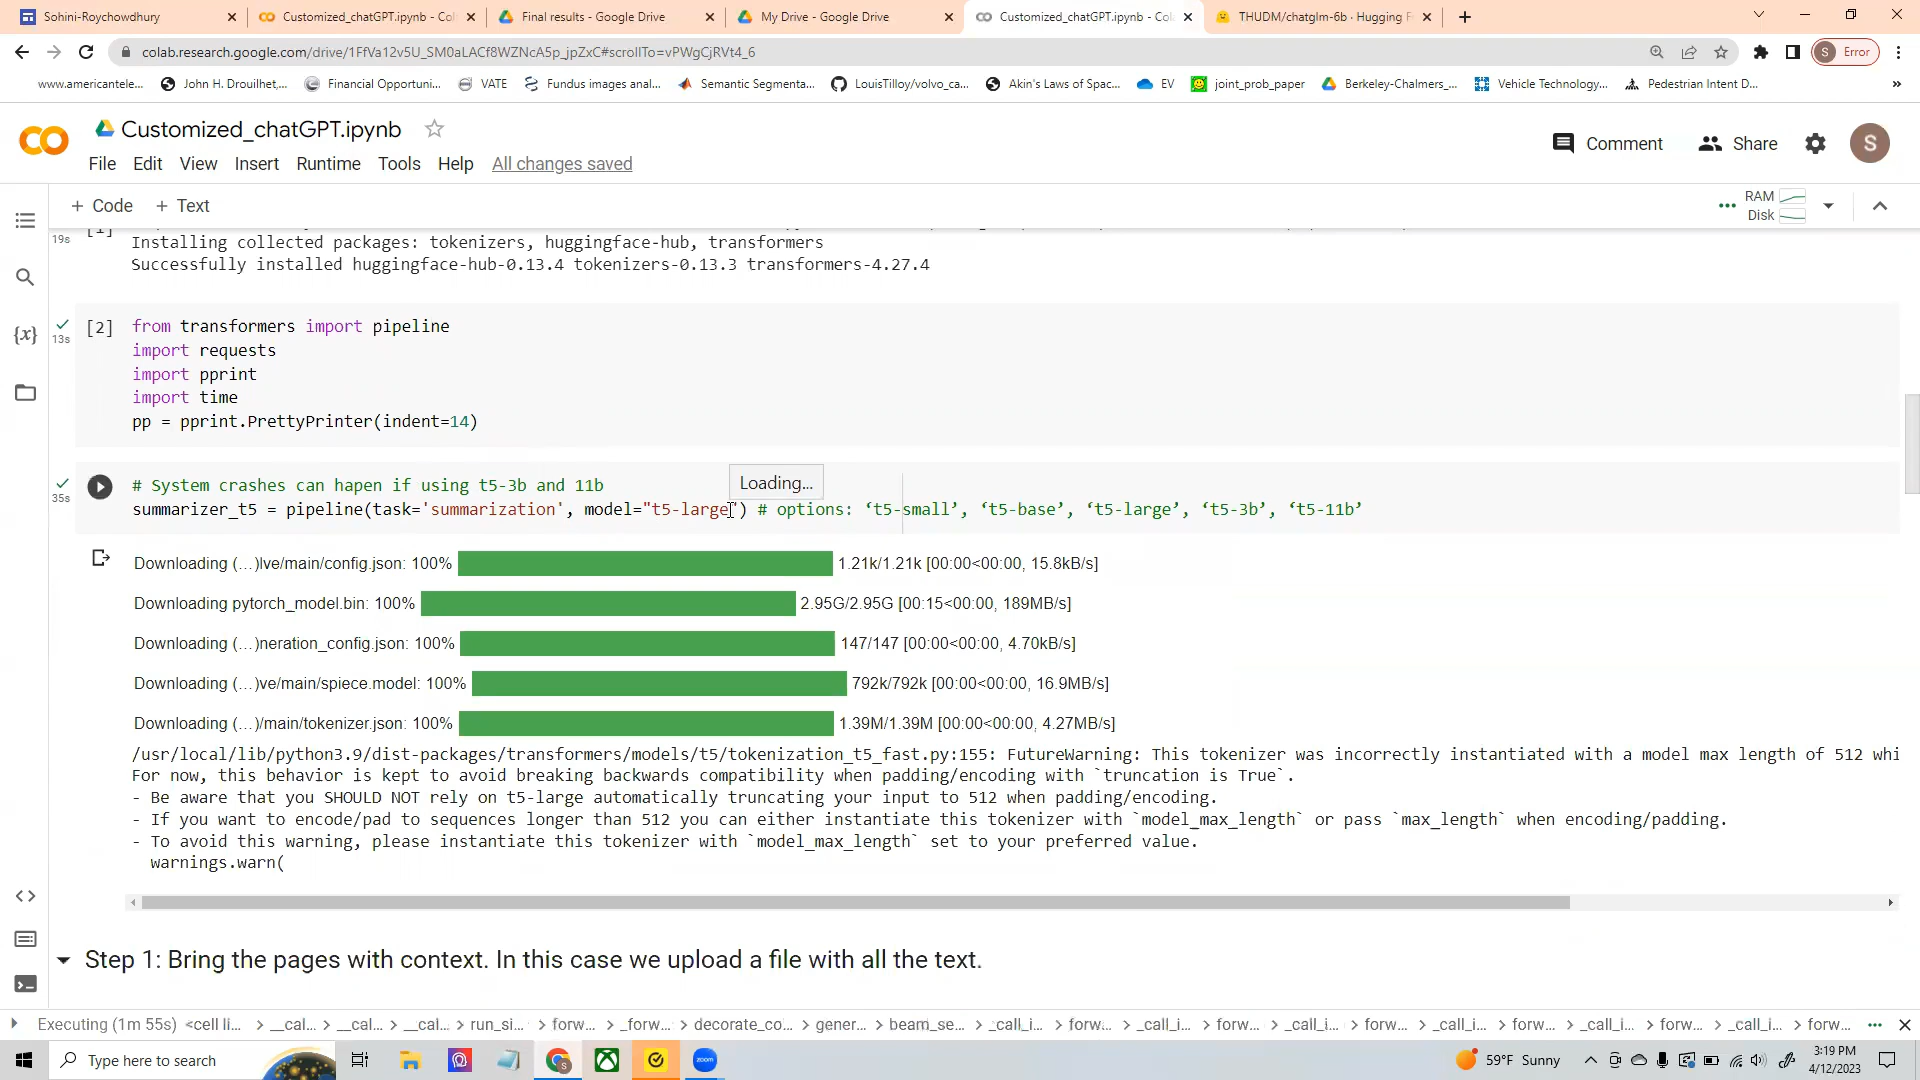 Sohini-Roychowdhury
Customized_chatGPT.ipynb - Col
Final results - Google Drive
My Drive - Google Drive
Customized_chatGPT.ipynb - Col
THUDM/chatglm-6b · Hugging F
colab.research.google.com/drive/1FfVa12v5U_SM0aLACf8WZNcA5p_jpZxC#scrollTo=vPWgCjRVt4_6
S Error
www.americantele...
John H. Drouilhet,...
Financial Opportuni...
VATE
Fundus images anal...
Semantic Segmenta...
LouisTilloy/volvo_ca...
Akin's Laws of Spac...
EV
joint_prob_paper
Berkeley-Chalmers_...
Vehicle Technology...
Pedestrian Intent D...
»
Customized_chatGPT.ipynb
File Edit View Insert Runtime Tools Help All changes saved
Comment
Share
S
+ Code + Text
RAM
Disk
[1]
19s
Installing collected packages: tokenizers, huggingface-hub, transformers
Successfully installed huggingface-hub-0.13.4 tokenizers-0.13.3 transformers-4.27.4
{x}
13s
[2] from transformers import pipeline
import requests
import pprint
import time
pp = pprint.PrettyPrinter(indent=14)
35s
# System crashes can hapen if using t5-3b and 11b
Loading...
summarizer_t5 = pipeline(task='summarization', model="t5-large") # options: ‘t5-small’, ‘t5-base’, ‘t5-large’, ‘t5-3b’, ‘t5-11b’
Downloading (...)lve/main/config.json: 100% 1.21k/1.21k [00:00<00:00, 15.8kB/s]
Downloading pytorch_model.bin: 100% 2.95G/2.95G [00:15<00:00, 189MB/s]
Downloading (...)neration_config.json: 100% 147/147 [00:00<00:00, 4.70kB/s]
Downloading (...)ve/main/spiece.model: 100% 792k/792k [00:00<00:00, 16.9MB/s]
Downloading (...)/main/tokenizer.json: 100% 1.39M/1.39M [00:00<00:00, 4.27MB/s]
/usr/local/lib/python3.9/dist-packages/transformers/models/t5/tokenization_t5_fast.py:155: FutureWarning: This tokenizer was incorrectly instantiated with a model max length of 512 whi
For now, this behavior is kept to avoid breaking backwards compatibility when padding/encoding with `truncation is True`.
- Be aware that you SHOULD NOT rely on t5-large automatically truncating your input to 512 when padding/encoding.
- If you want to encode/pad to sequences longer than 512 you can either instantiate this tokenizer with `model_max_length` or pass `max_length` when encoding/padding.
- To avoid this warning, please instantiate this tokenizer with `model_max_length` set to your preferred value.
warnings.warn(
Step 1: Bring the pages with context. In this case we upload a file with all the text.
Executing (1m 55s) <cell li... > __cal... > __cal... > __cal... > run_si... > forw... > _forw... > decorate_co... > gener... > beam_se... > _call_i... > forw... > _call_i... > forw... > _call_i... > forw... > _call_i... > forw... > _call_i... > forw... > _call_i... > forw...
Type here to search
zoom
59°F Sunny
3:19 PM
4/12/2023